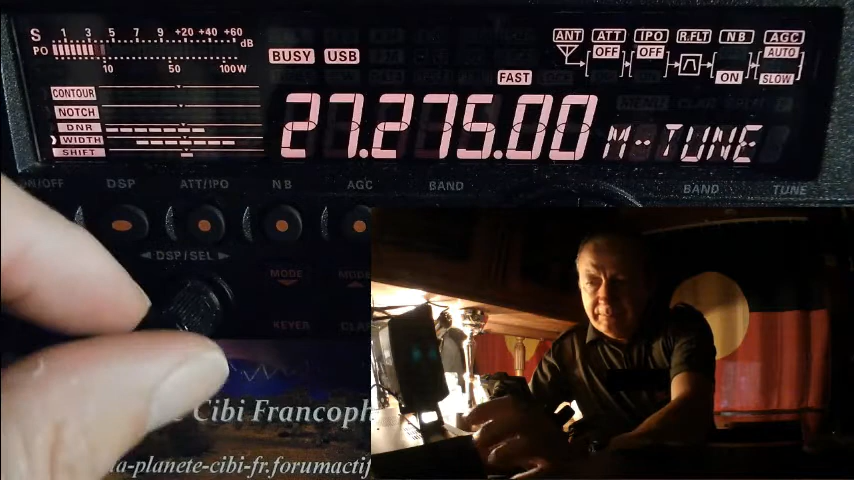 S 1 3 5 7 9 +20 +40 +60 dB
PO 10 50 100W
BUSY USB
ANT ATT IPO R.FLT NB AGC
OFF OFF AUTO
ON SLOW
FAST
CONTOUR
NOTCH
DNR
WIDTH
SHIFT
27.275.00 M-TUNE
ON/OFF DSP ATT/IPO NB AGC BAND BAND TUNE
◄DSP/SEL►
MODE MODE
KEYER
Cibi Francoph
la-planete-cibi-fr.forumactif